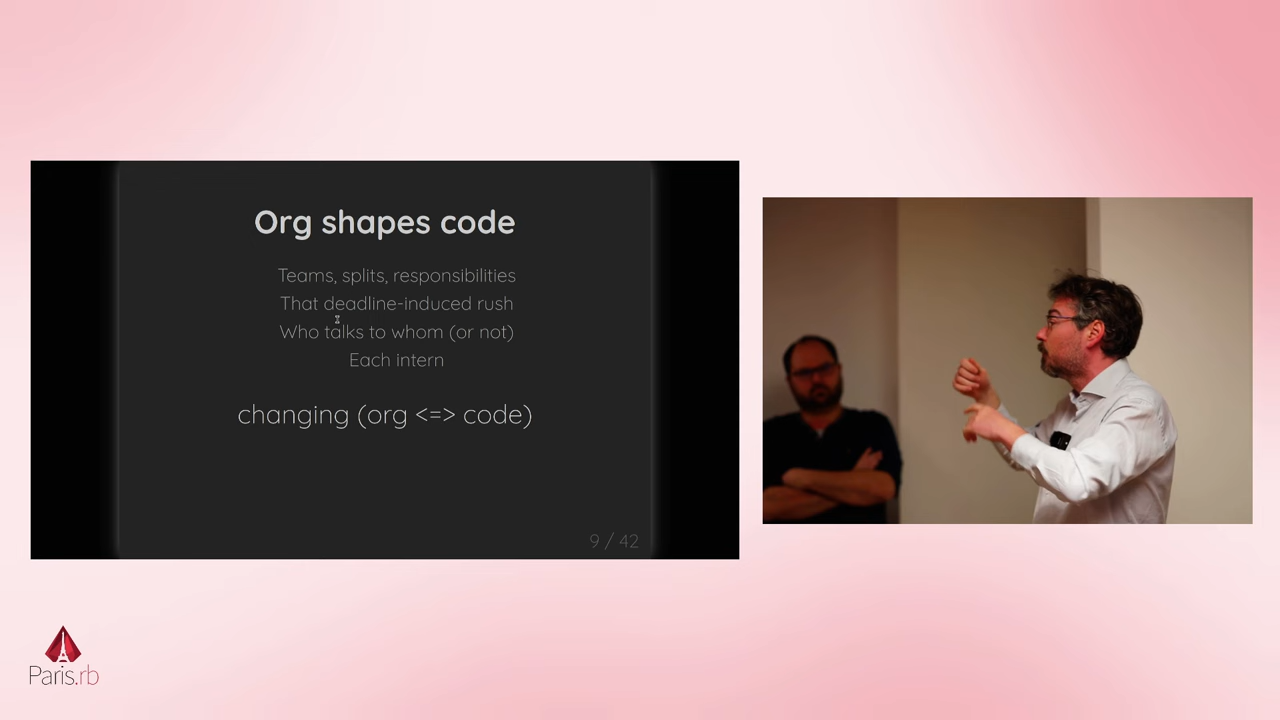 Org shapes code
Teams, splits, responsibilities
That deadline-induced rush
Who talks to whom (or not)
Each intern
changing (org <=> code)
9 / 42
Paris.rb